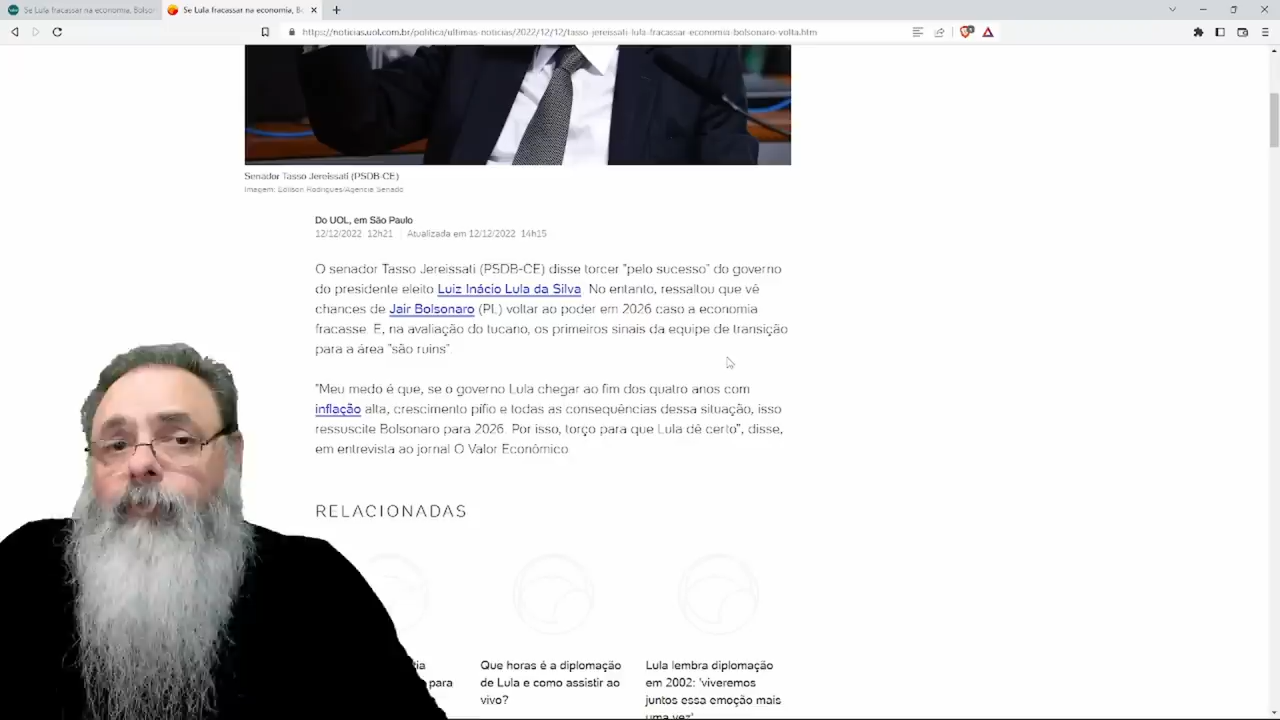 Se Lula fracassar na economia, Bolson
Se Lula fracassar na economia, Bo
https://noticias.uol.com.br/politica/ultimas-noticias/2022/12/12/tasso-jereissati-lula-fracassar-economia-bolsonaro-volta.htm
Senador Tasso Jereissati (PSDB-CE)
Imagem: Edilson Rodrigues/Agência Senado
Do UOL, em São Paulo
12/12/2022 12h21 Atualizada em 12/12/2022 14h15
O senador Tasso Jereissati (PSDB-CE) disse torcer "pelo sucesso" do governo
do presidente eleito Luiz Inácio Lula da Silva. No entanto, ressaltou que vê
chances de Jair Bolsonaro (PL) voltar ao poder em 2026 caso a economia
fracasse. E, na avaliação do tucano, os primeiros sinais da equipe de transição
para a área "são ruins".
"Meu medo é que, se o governo Lula chegar ao fim dos quatro anos com
inflação alta, crescimento pífio e todas as consequências dessa situação, isso
ressuscite Bolsonaro para 2026. Por isso, torço para que Lula dê certo", disse,
em entrevista ao jornal O Valor Econômico.
RELACIONADAS
para
Que horas é a diplomação
de Lula e como assistir ao
vivo?
Lula lembra diplomação
em 2002: 'viveremos
juntos essa emoção mais
uma vez'